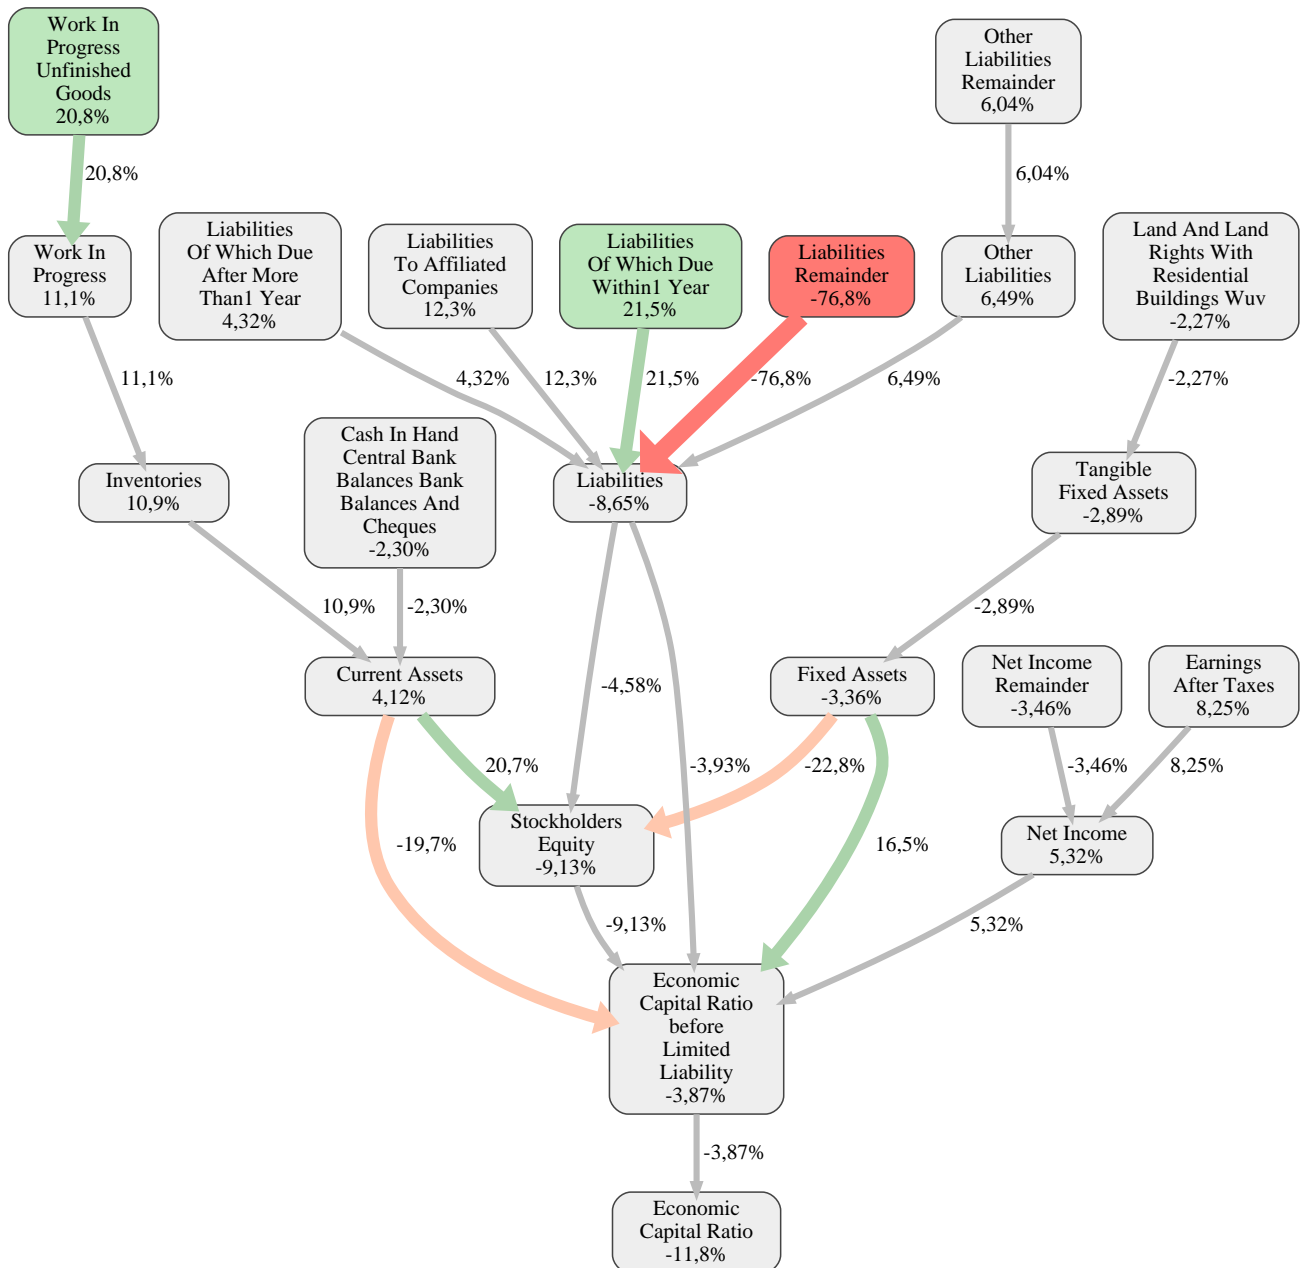 Work In
Progress
Unfinished
Goods
20,8%
Other
Liabilities
Remainder
6,04%
20,8%
6,04%
Work In
Progress
11,1%
Liabilities
Of Which Due
After More
Than1 Year
4,32%
Liabilities
To Affiliated
Companies
12,3%
Liabilities
Of Which Due
Within1 Year
21,5%
Liabilities
Remainder
-76,8%
Other
Liabilities
6,49%
Land And Land
Rights With
Residential
Buildings Wuv
-2,27%
11,1%
4,32%
12,3%
21,5%
-76,8%
6,49%
-2,27%
Inventories
10,9%
Cash In Hand
Central Bank
Balances Bank
Balances And
Cheques
-2,30%
Liabilities
-8,65%
Tangible
Fixed Assets
-2,89%
10,9%
-2,30%
-4,58%
-3,93%
-2,89%
Current Assets
4,12%
Fixed Assets
-3,36%
Net Income
Remainder
-3,46%
Earnings
After Taxes
8,25%
20,7%
-22,8%
-3,46%
8,25%
-19,7%
Stockholders
Equity
-9,13%
16,5%
Net Income
5,32%
-9,13%
5,32%
Economic
Capital Ratio
before
Limited
Liability
-3,87%
-3,87%
Economic
Capital Ratio
-11,8%